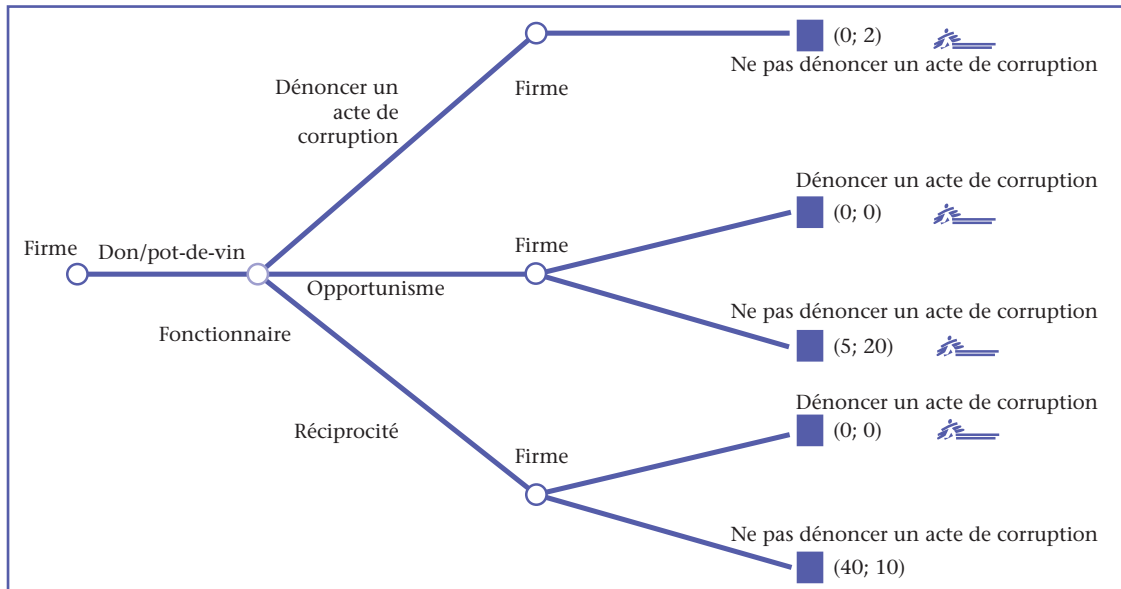 (0; 2)
Ne pas dénoncer un acte de corruption
Dénoncer un
acte de
corruption
Firme
Dénoncer un acte de corruption
(0; 0)
Firme
Don/pot-de-vin
Firme
Opportunisme
Fonctionnaire
Ne pas dénoncer un acte de corruption
(5; 20)
Dénoncer un acte de corruption
(0; 0)
Réciprocité
Firme
Ne pas dénoncer un acte de corruption
(40; 10)